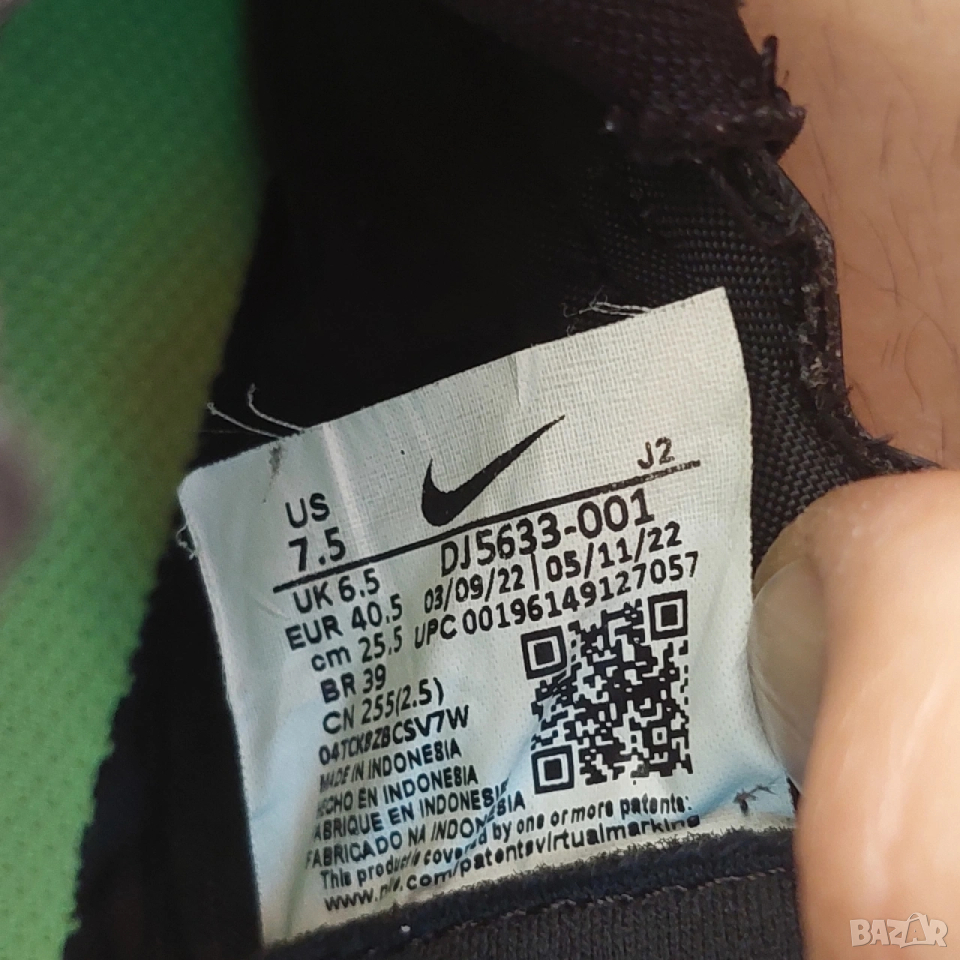 US
7.5
J2
DJ5633-001
UK 6.5
03/09/22 | 05/11/22
EUR 40.5
UPC 00196149127057
cm 25.5
BR 39
CN 255(2.5)
MADE IN INDONESIA
HECHO EN INDONESIA
FABRIQUE EN INDONESIA
FABRICADO NA INDONESIA
This product is covered by one or more patents:
www.nike.com/patentsvirtualmarking
BAZAR